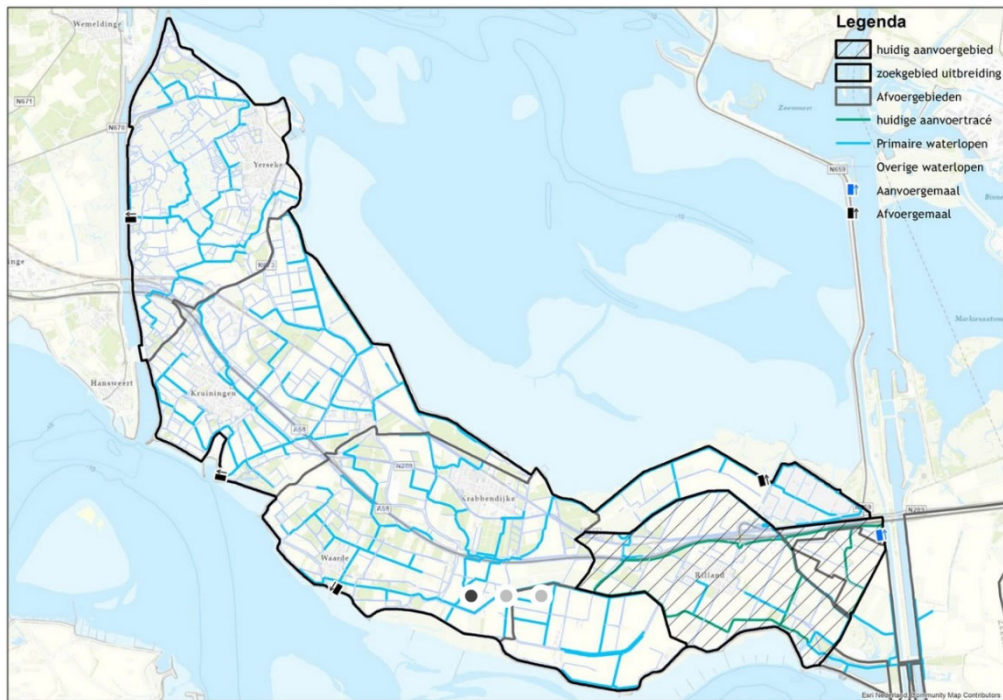 Wemeldinge
Legenda
huidig aanvoergebied
zoekgebied uitbreiding
Afvoergebieden
huidige aanvoertracé
Primaire waterlopen
Overige waterlopen
Aanvoergemaal
Afvoergemaal
N671
N670
Yerseke
N659
N673
Hansweert
Kruiningen
A58
N289
Krabbendijke
A58
Waarde
Rilland
Esri Nederland, Community Map Contributors